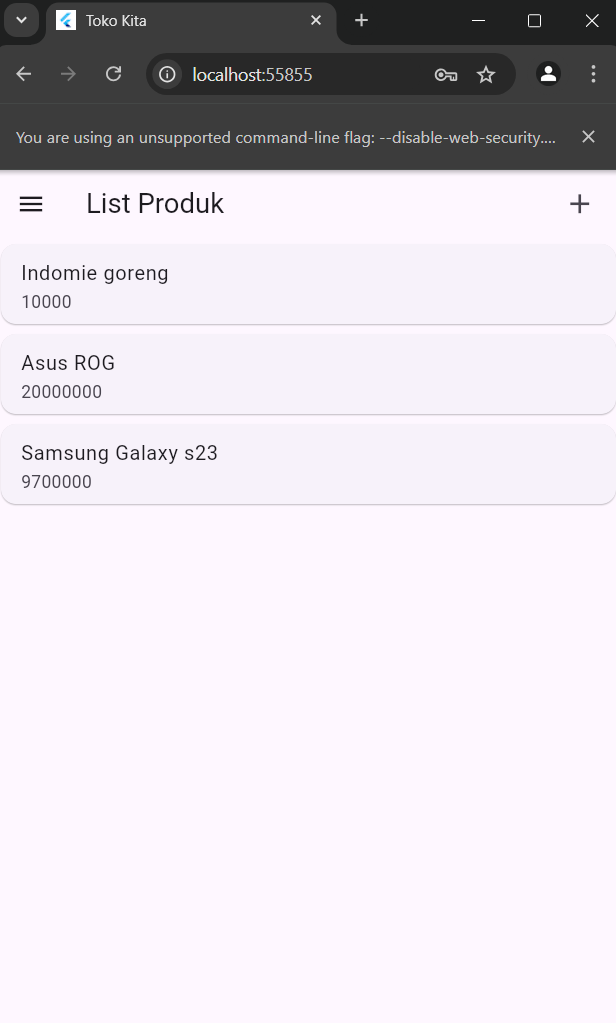 Toko Kita
localhost:55855
You are using an unsupported command-line flag: --disable-web-security....
List Produk
Indomie goreng
10000
Asus ROG
20000000
Samsung Galaxy s23
9700000